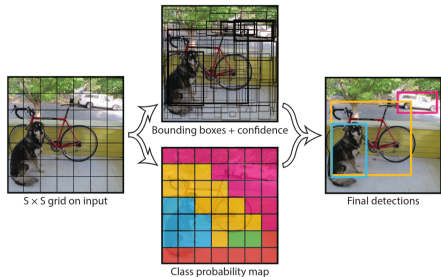 Bounding boxes + confidence
S × S grid on input
Final detections
Class probability map